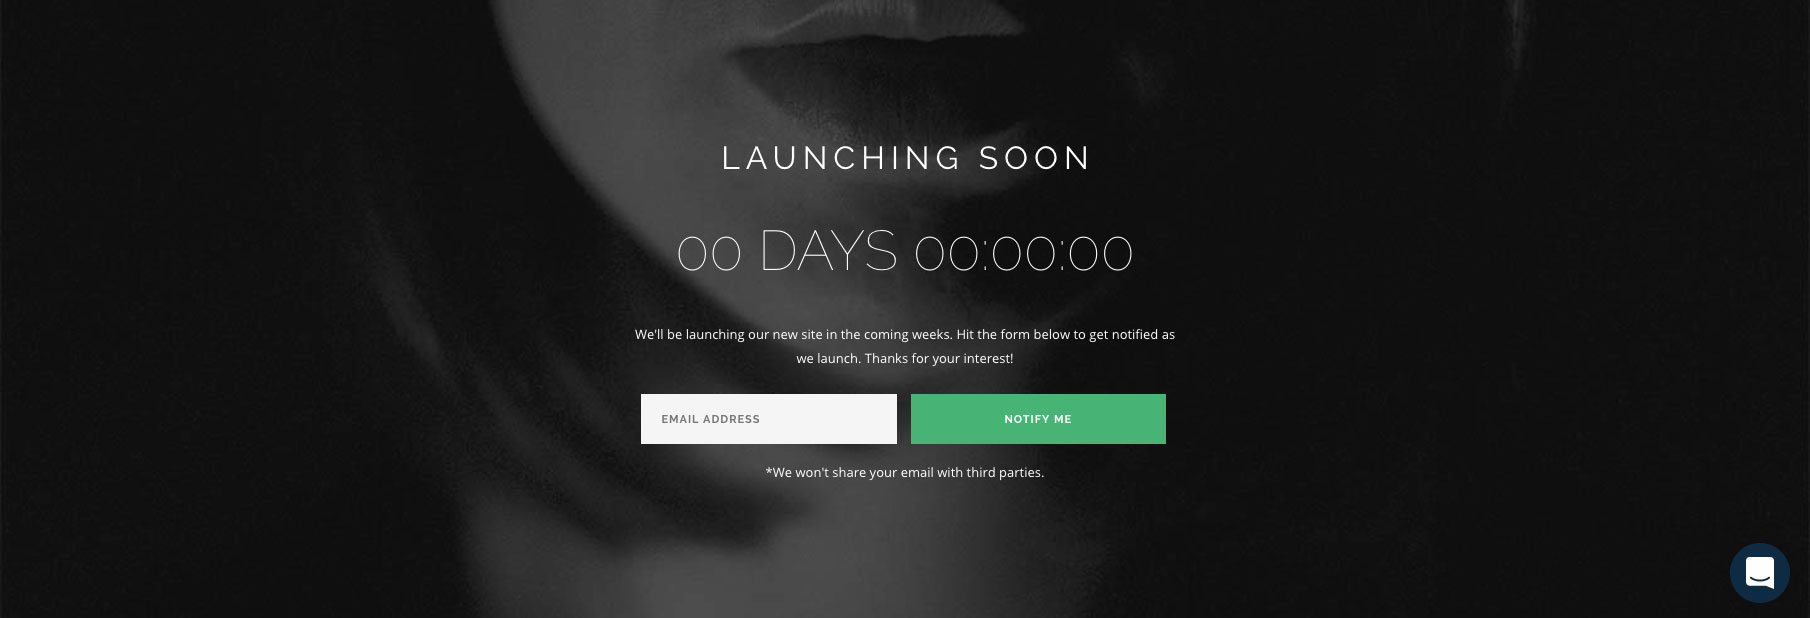 LAUNCHING SOON
00 DAYS 00:00:00
We'll be launching our new site in the coming weeks. Hit the form below to get notified as
we launch. Thanks for your interest!
EMAIL ADDRESS
NOTIFY ME
*We won't share your email with third parties.